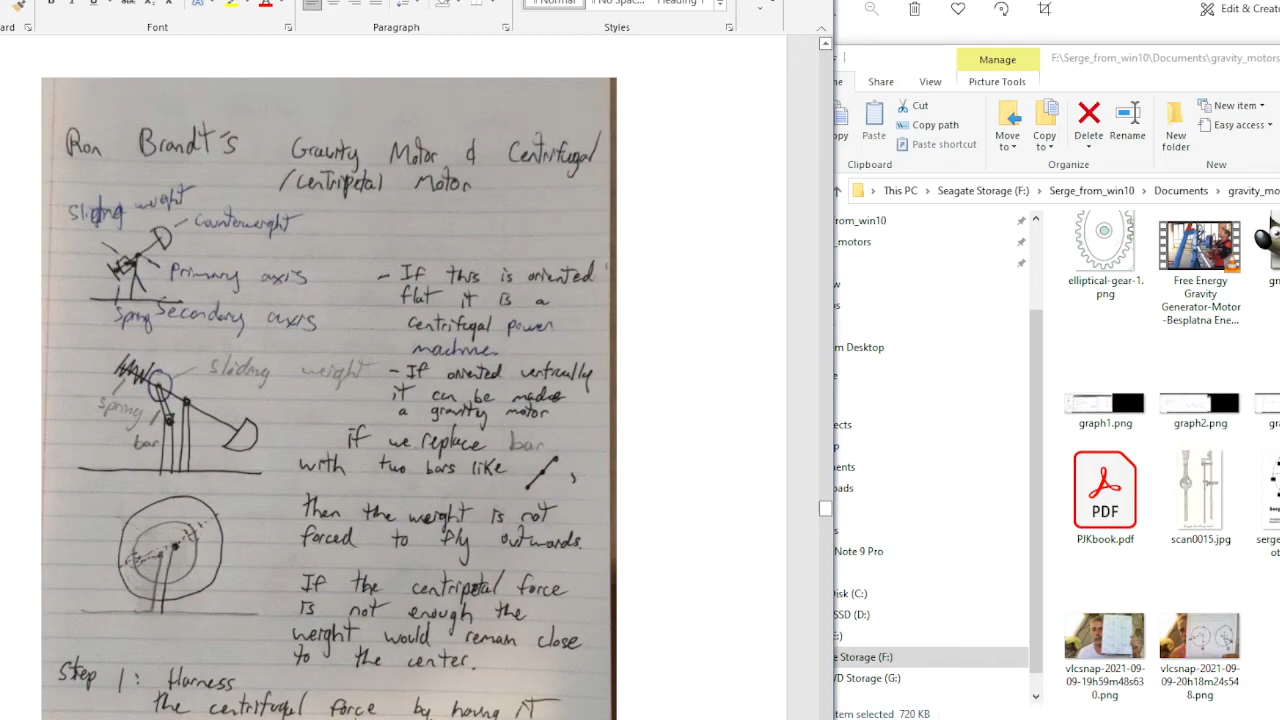 Edit & Create
Font
Paragraph
Styles
Normal
No Spac...
Heading 1
F:\Serge_from_win10\Documents\gravity_motors
Manage
Share
View
Picture Tools
Cut
Copy path
Paste shortcut
Paste
Clipboard
Move to
Copy to
Delete
Rename
Organize
New folder
New item
Easy access
New
This PC
Seagate Storage (F:)
Serge_from_win10
Documents
Ron Brandt's Gravity Motor & Centrifugal
/Centripetal Motor
Sliding weight
Counterweight
Primary axis
Spring
Secondary axis
- If this is oriented
flat it is a
centrifugal power
machine.
sliding weight
spring
bar
- If oriented vertically
it can be made
a gravity motor
if we replace bar
with two bars like ,
then the weight is not
forced to fly outwards.
If the centripetal force
is not enough the
weight would remain close
to the center.
Step 1: Harness
the centrifugal force by having it
from_win10
_motors
m Desktop
Note 9 Pro
sk (C:)
SSD (D:)
e Storage (F:)
WD Storage (G:)
item selected 720 KB
elliptical-gear-1.png
Free Energy Gravity Generator-Motor-Besplatna Ene...
graph1.png
graph2.png
PDF
PJKbook.pdf
scan0015.jpg
vlcsnap-2021-09-09-19h59m48s630.png
vlcsnap-2021-09-09-20h18m24s548.png